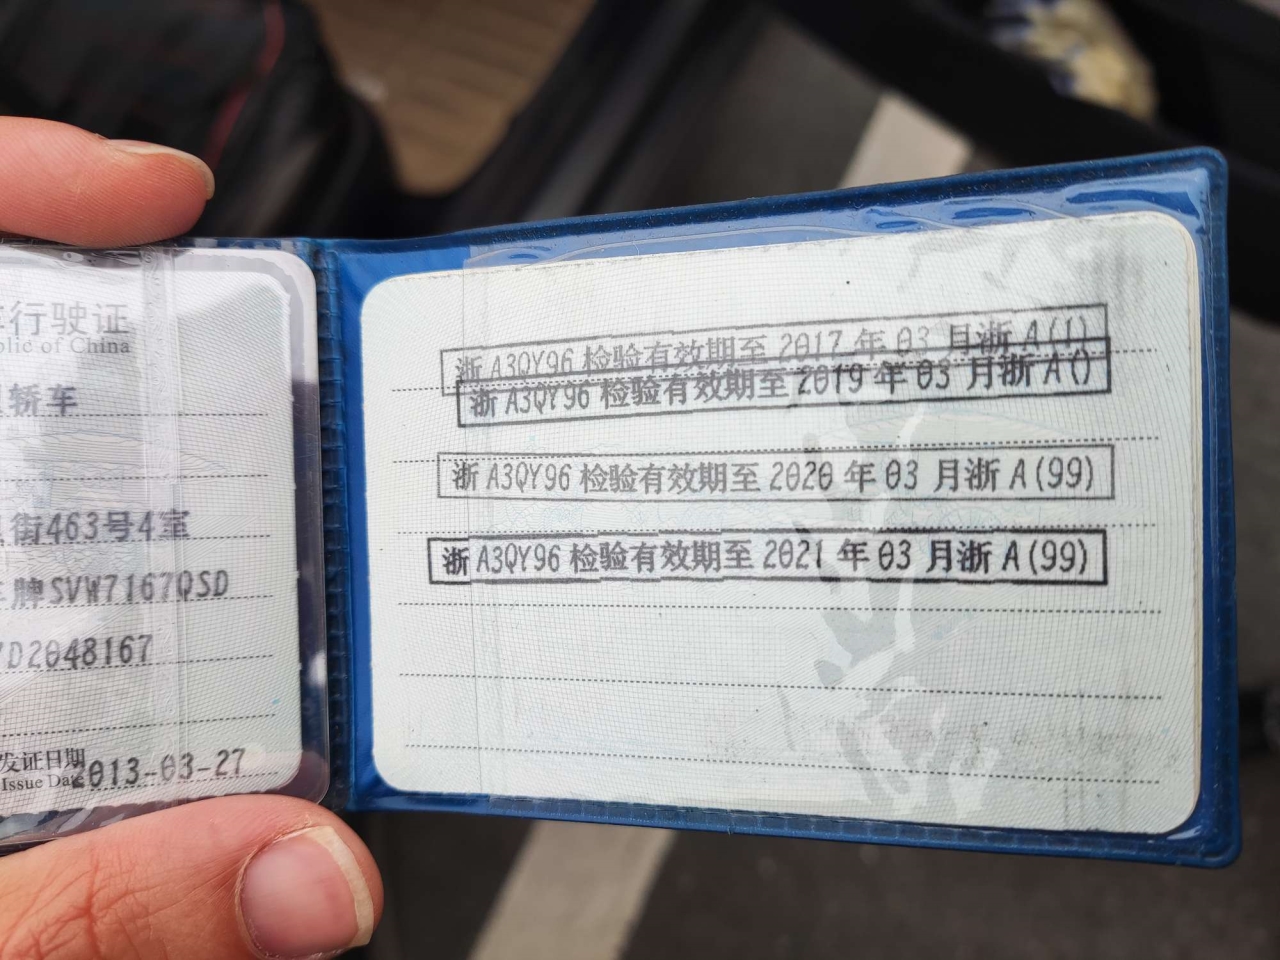 行驶证
blic of China
轿车
街463号4室
牌SVW7167QSD
D2048167
发证日期
Issue Date
2013-03-27
浙A3QY96 检验有效期至 2017 年 03 月浙 A(1)
浙A3QY96 检验有效期至 2019 年 03 月浙 A()
浙A3QY96 检验有效期至 2020 年 03 月浙 A(99)
浙A3QY96 检验有效期至 2021 年 03 月浙 A(99)